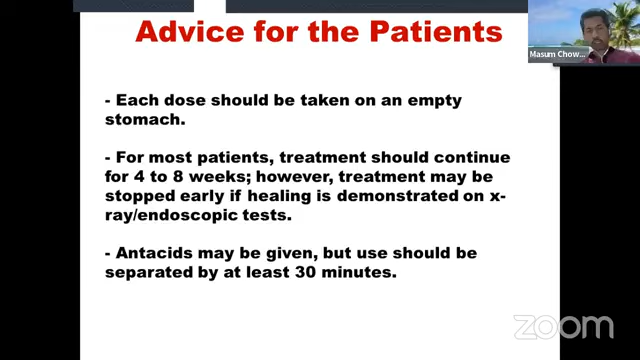 Advice for the Patients
Masum Chow...
- Each dose should be taken on an empty
stomach.
- For most patients, treatment should continue
for 4 to 8 weeks; however, treatment may be
stopped early if healing is demonstrated on x-
ray/endoscopic tests.
- Antacids may be given, but use should be
separated by at least 30 minutes.
zoom